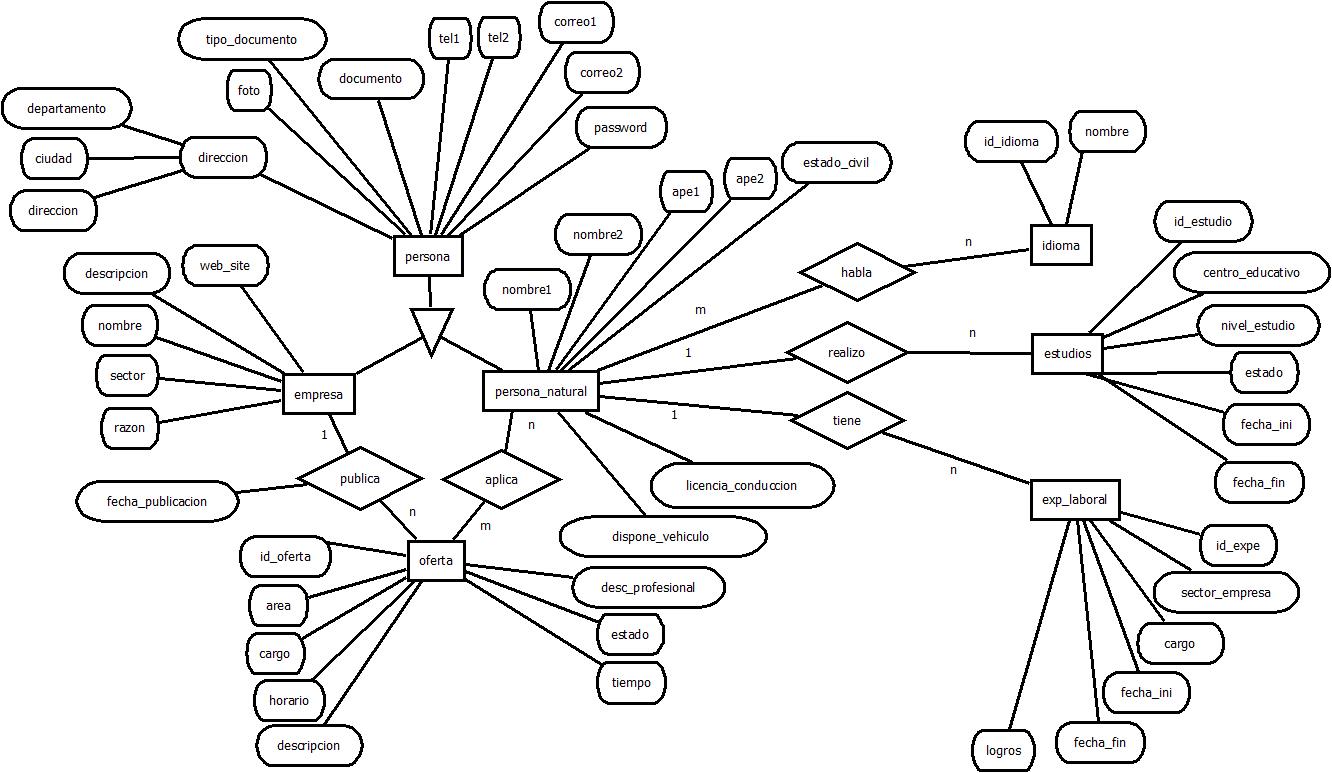 correo1
tipo_documento
tel1
tel2
correo2
documento
foto
departamento
password
ciudad
direccion
direccion
persona
estado_civil
ape2
ape1
nombre2
nombre1
id_idioma
nombre
idioma
n
habla
m
id_estudio
centro_educativo
nivel_estudio
estado
fecha_ini
fecha_fin
estudios
n
realizo
1
tiene
1
n
web_site
descripcion
nombre
sector
razon
empresa
persona_natural
1
n
publica
aplica
fecha_publicacion
n
m
licencia_conduccion
dispone_vehiculo
exp_laboral
id_expe
sector_empresa
cargo
fecha_ini
fecha_fin
logros
oferta
id_oferta
area
cargo
horario
descripcion
desc_profesional
estado
tiempo